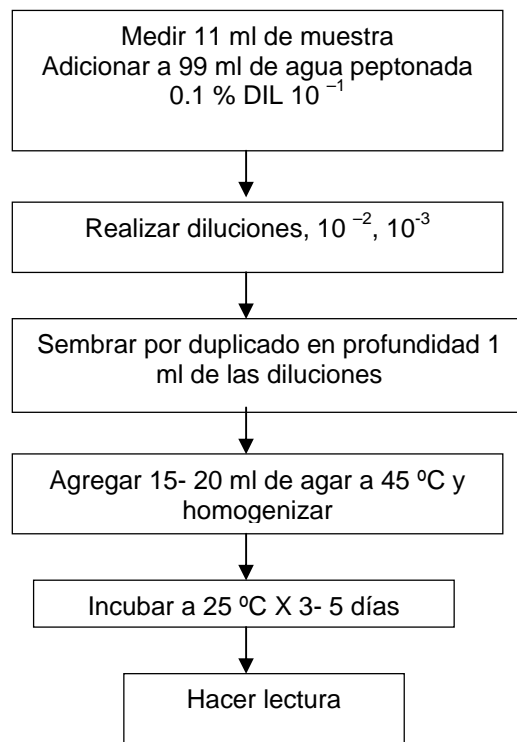 Medir 11 ml de muestra
Adicionar a 99 ml de agua peptonada
0.1 % DIL 10 ⁻¹
Realizar diluciones, 10 ⁻², 10⁻³
Sembrar por duplicado en profundidad 1
ml de las diluciones
Agregar 15- 20 ml de agar a 45 ºC y
homogenizar
Incubar a 25 ºC X 3- 5 días
Hacer lectura